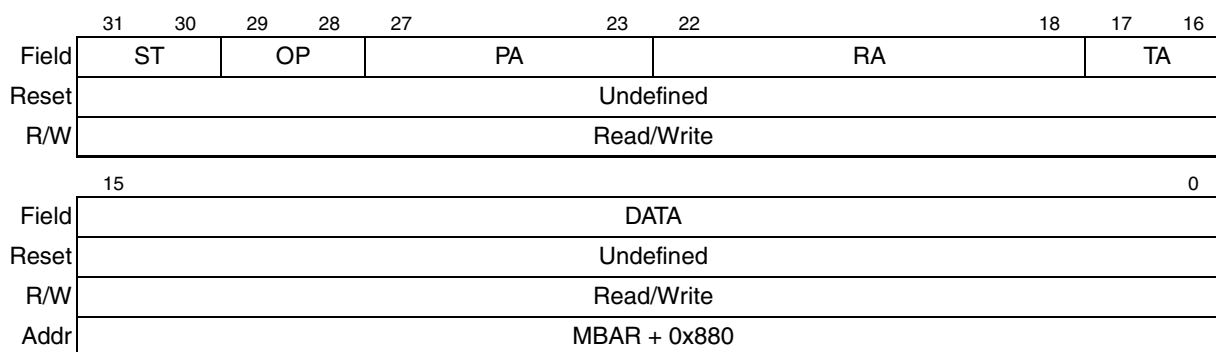 31 30 29 28 27 23 22 18 17 16
Field ST OP PA RA TA
Reset Undefined
R/W Read/Write
15 0
Field DATA
Reset Undefined
R/W Read/Write
Addr MBAR + 0x880